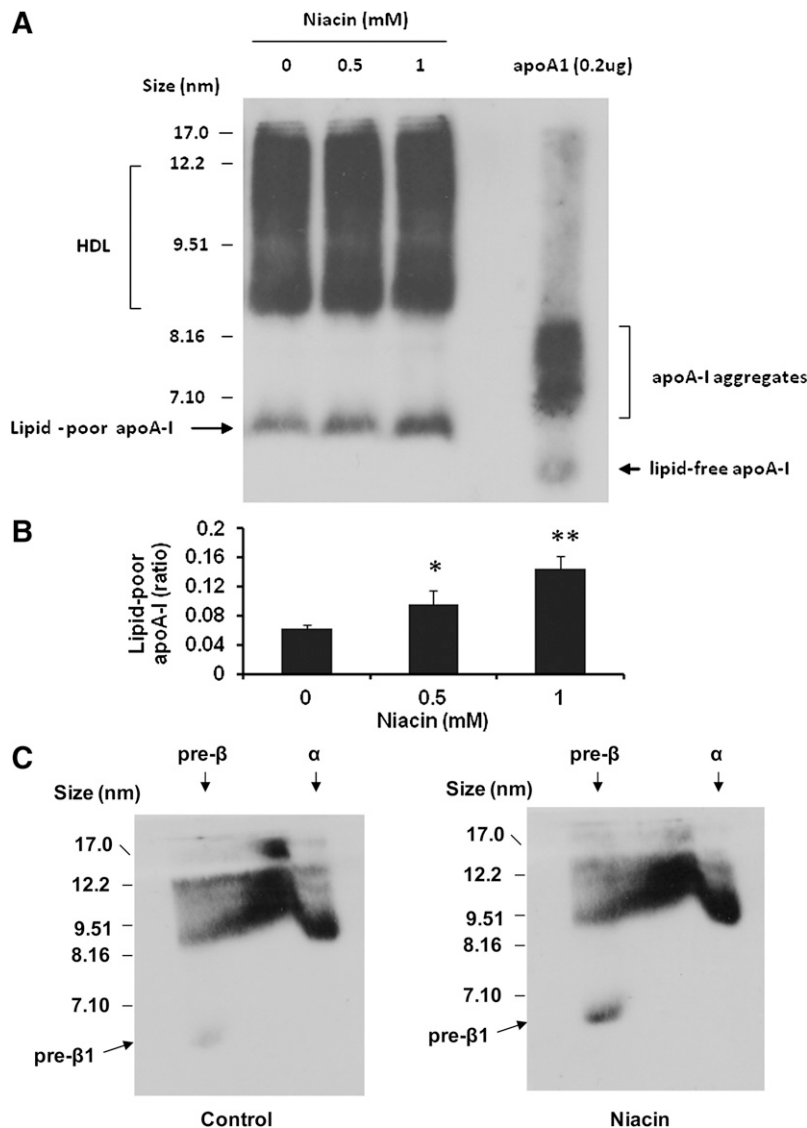 A
Niacin (mM)
0 0.5 1 apoA1 (0.2ug)
Size (nm)
17.0
12.2
HDL
9.51
8.16
apoA-I aggregates
7.10
Lipid -poor apoA-I
lipid-free apoA-I
B
Lipid-poor
apoA-I (ratio)
0.2
0.16
0.12
0.08
0.04
0
* **
0 0.5 1
Niacin (mM)
C
pre-β α
Size (nm)
17.0
12.2
9.51
8.16
7.10
pre-β1
Control
pre-β α
Size (nm)
17.0
12.2
9.51
8.16
7.10
pre-β1
Niacin